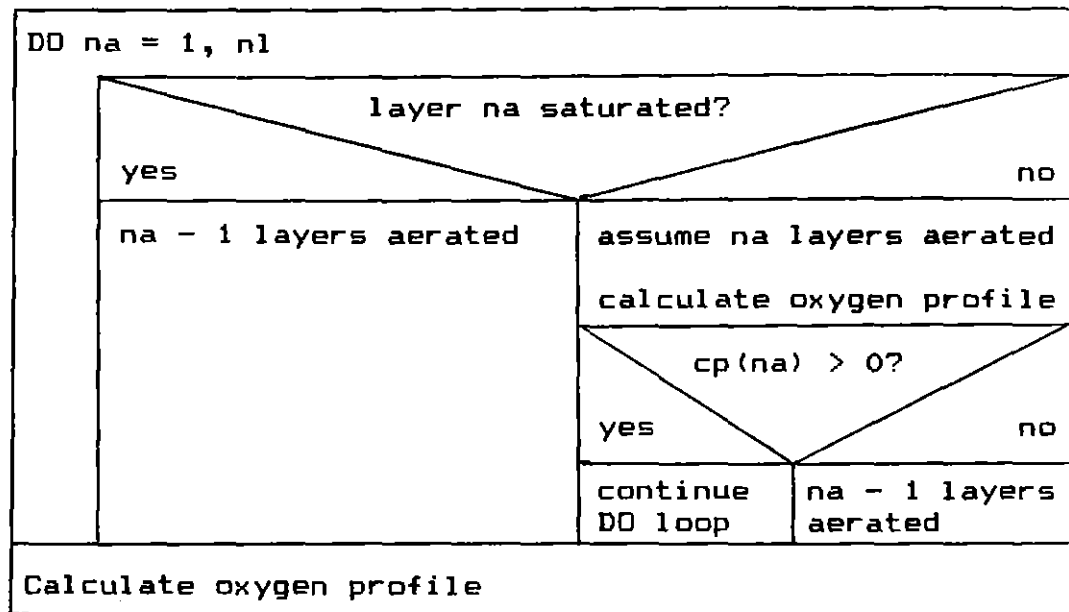 DO na = 1, nl
layer na saturated?
yes
no
na - 1 layers aerated
assume na layers aerated
calculate oxygen profile
cp(na) > 0?
yes
no
continue
DO loop
na - 1 layers
aerated
Calculate oxygen profile